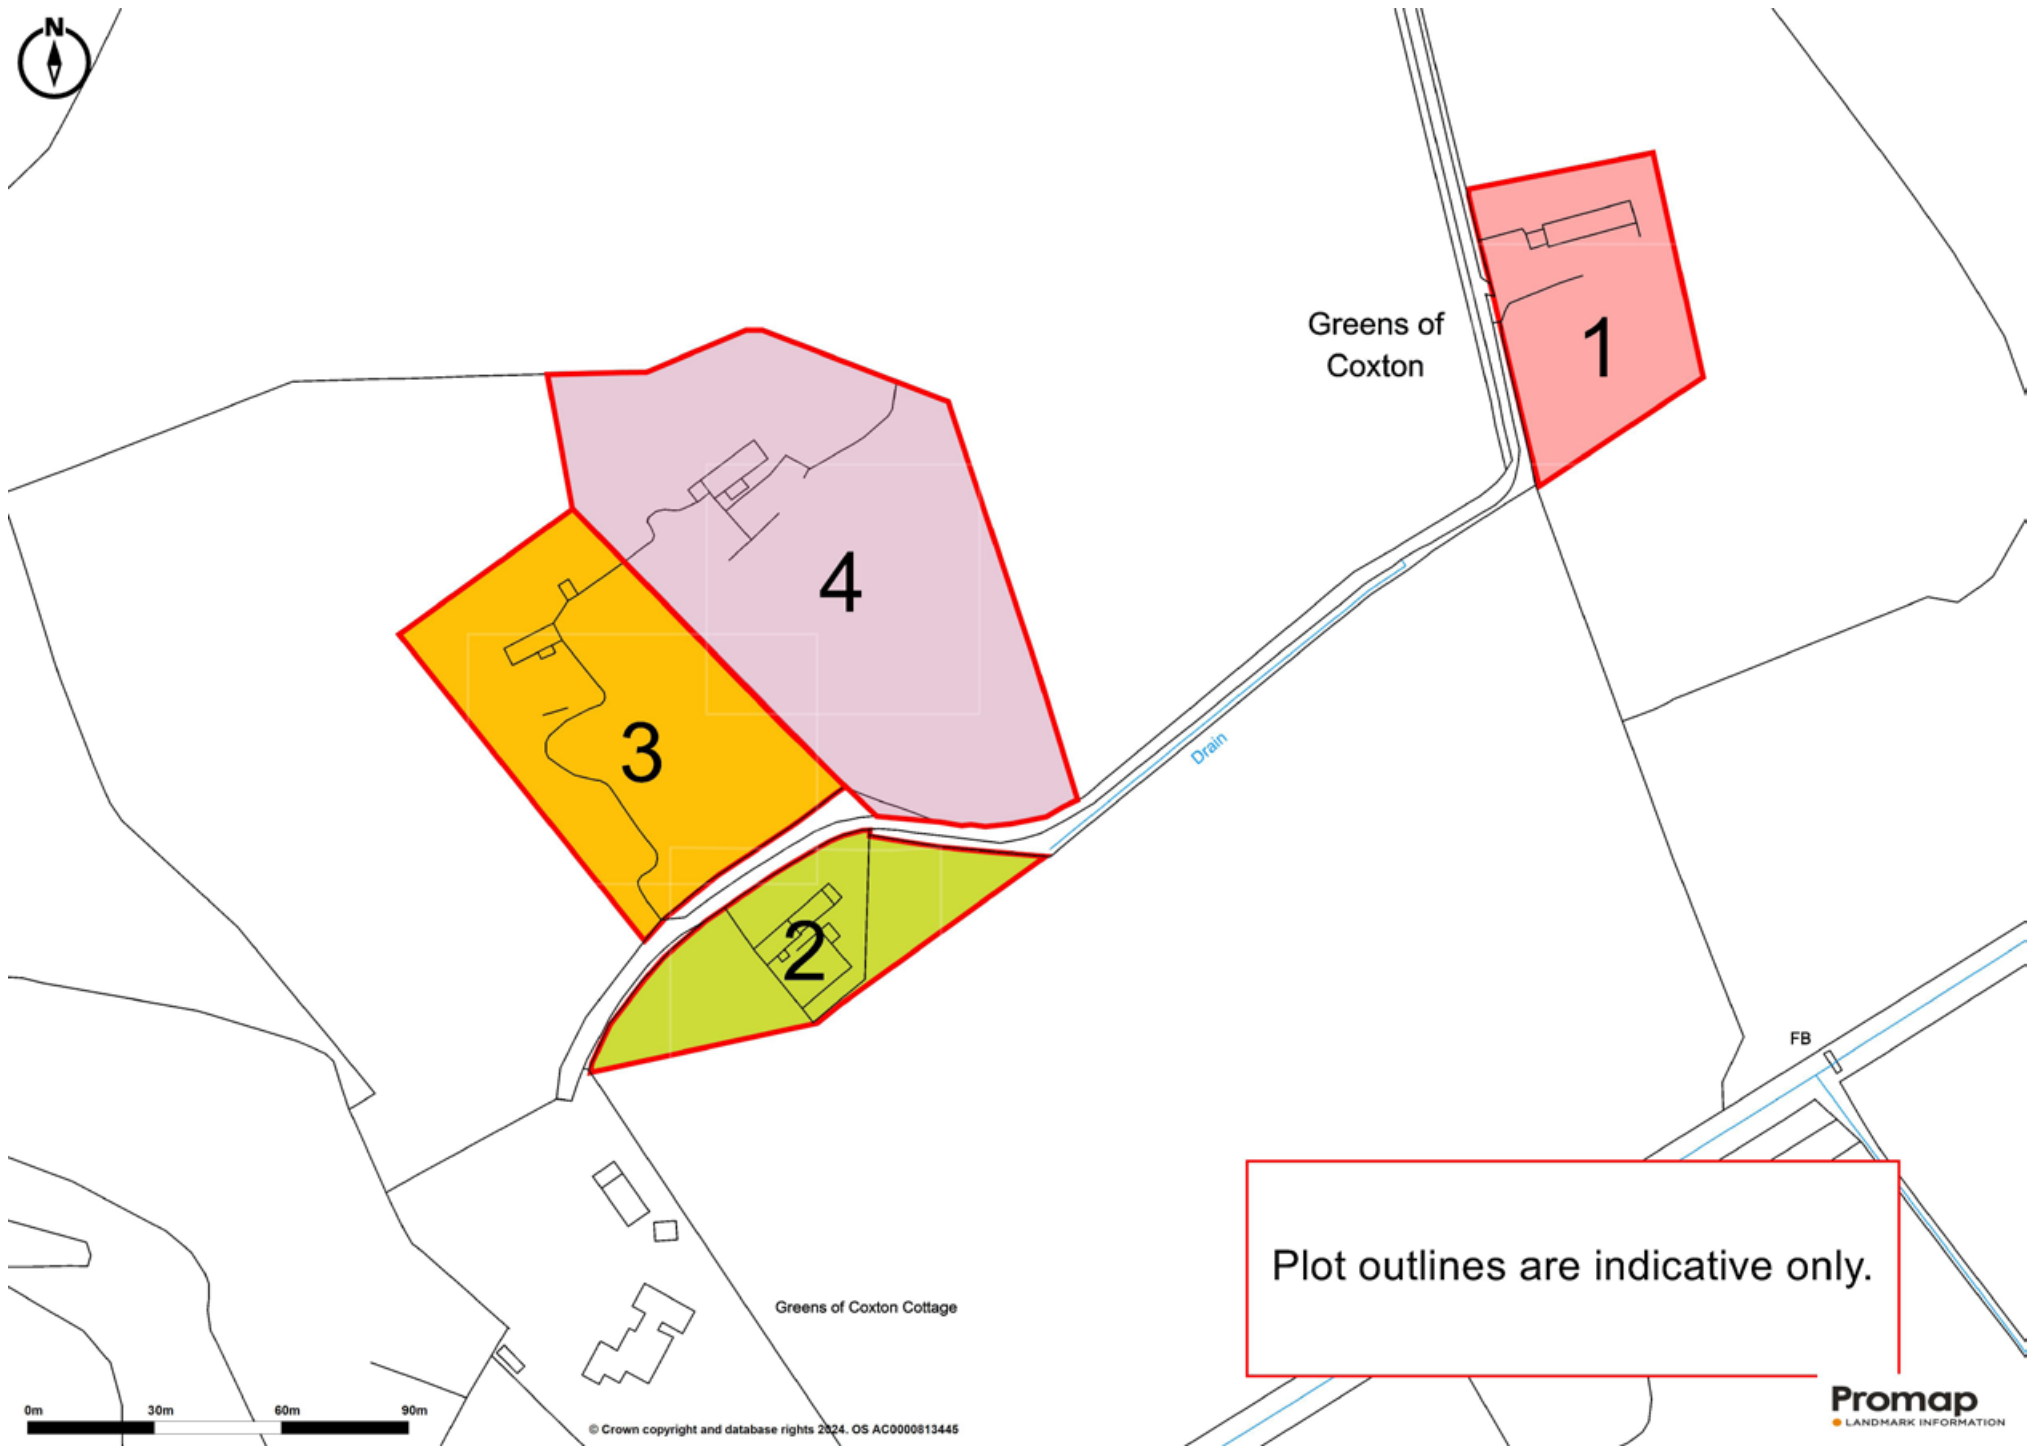 N
Greens of
Coxton
1
4
3
Drain
2
FB
Plot outlines are indicative only.
Greens of Coxton Cottage
0m 30m 60m 90m
© Crown copyright and database rights 2024. OS AC0000813445
Promap
LANDMARK INFORMATION